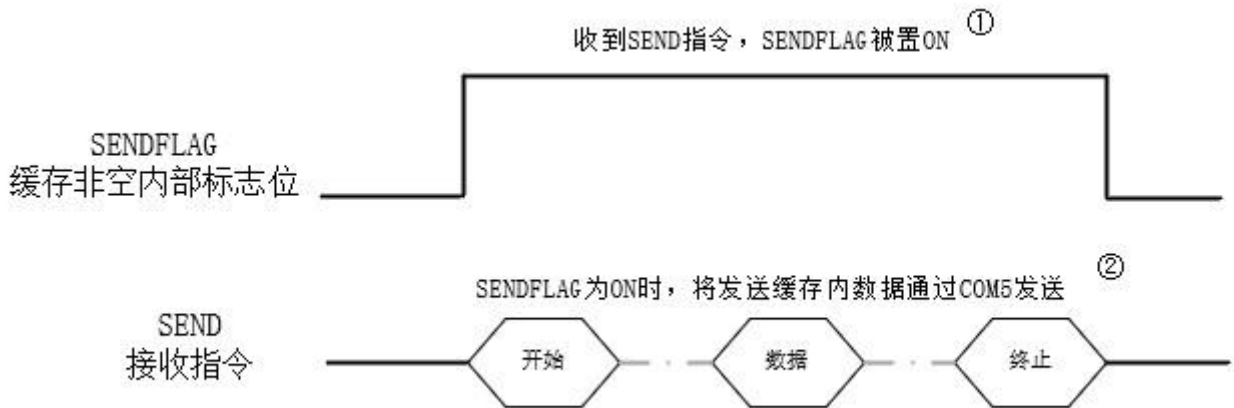 收到SEND指令，SENDFLAG被置ON ①
SENDFLAG
缓存非空内部标志位
SENDFLAG为ON时，将发送缓存内数据通过COM5发送 ②
SEND
接收指令
开始 数据 终止